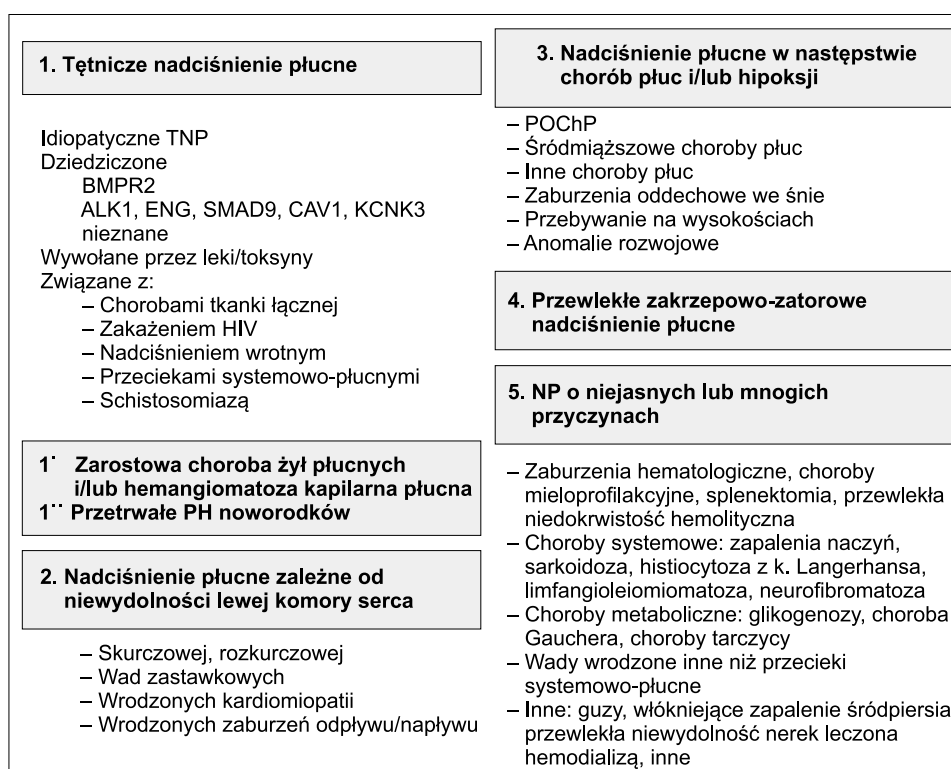 1. Tętnicze nadciśnienie płucne
Idiopatyczne TNP
Dziedziczone
BMPR2
ALK1, ENG, SMAD9, CAV1, KCNK3
nieznane
Wywołane przez leki/toksyny
Związane z:
– Chorobami tkanki łącznej
– Zakażeniem HIV
– Nadciśnieniem wrotnym
– Przeciekami systemowo-płucnymi
– Schistosomiazą
1˙ Zarostowa choroba żył płucnych
i/lub hemangiomatoza kapilarna płucna
1¨ Przetrwałe PH noworodków
2. Nadciśnienie płucne zależne od
niewydolności lewej komory serca
– Skurczowej, rozkurczowej
– Wad zastawkowych
– Wrodzonych kardiomiopatii
– Wrodzonych zaburzeń odpływu/napływu
3. Nadciśnienie płucne w następstwie
chorób płuc i/lub hipoksji
– POChP
– Śródmiąższowe choroby płuc
– Inne choroby płuc
– Zaburzenia oddechowe we śnie
– Przebywanie na wysokościach
– Anomalie rozwojowe
4. Przewlekłe zakrzepowo-zatorowe
nadciśnienie płucne
5. NP o niejasnych lub mnogich
przyczynach
– Zaburzenia hematologiczne, choroby
mieloprofilakcyjne, splenektomia, przewlekła
niedokrwistość hemolityczna
– Choroby systemowe: zapalenia naczyń,
sarkoidoza, histiocytoza z k. Langerhansa,
limfangioleiomiomatoza, neurofibromatoza
– Choroby metaboliczne: glikogenozy, choroba
Gauchera, choroby tarczycy
– Wady wrodzone inne niż przecieki
systemowo-płucne
– Inne: guzy, włókniejące zapalenie śródpiersia
przewlekła niewydolność nerek leczona
hemodializą, inne